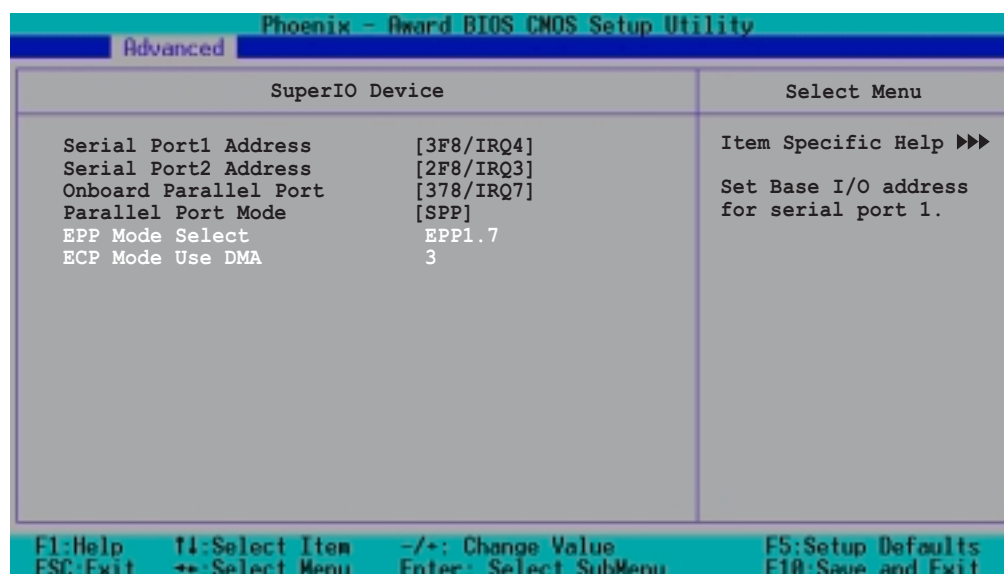 Phoenix - Award BIOS CMOS Setup Utility
Advanced
SuperIO Device
Select Menu
Serial Port1 Address [3F8/IRQ4]
Serial Port2 Address [2F8/IRQ3]
Onboard Parallel Port [378/IRQ7]
Parallel Port Mode [SPP]
EPP Mode Select EPP1.7
ECP Mode Use DMA 3
Item Specific Help ▶▶▶
Set Base I/O address
for serial port 1.
F1:Help ↑↓:Select Item -/+: Change Value F5:Setup Defaults
ESC:Exit ←→:Select Menu Enter: Select SubMenu F10:Save and Exit